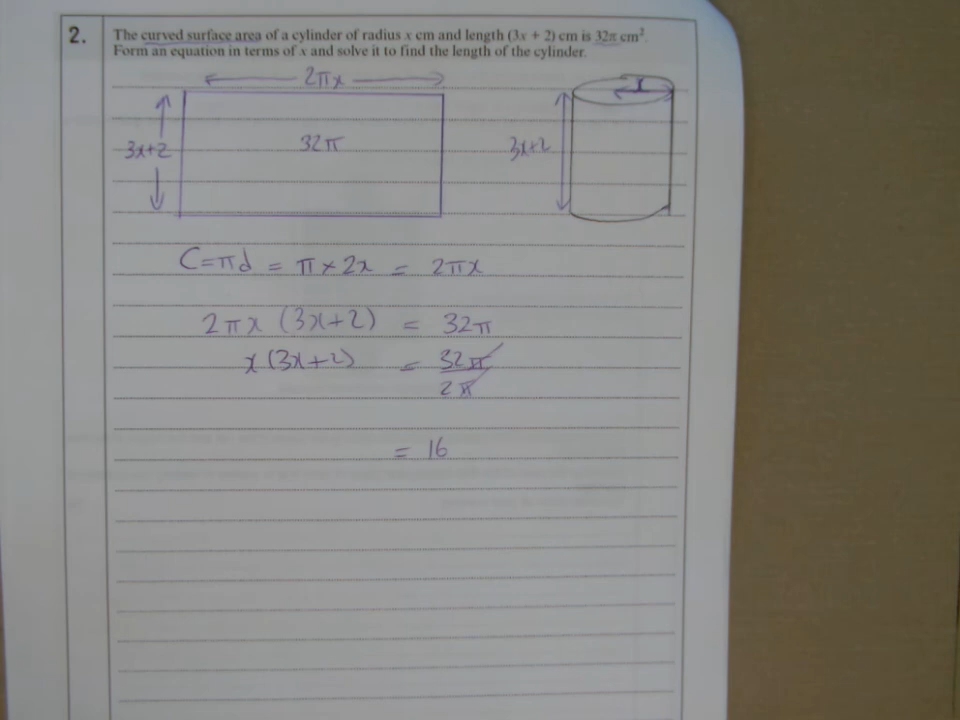 2. The curved surface area of a cylinder of radius x cm and length (3x + 2) cm is 32π cm².
Form an equation in terms of x and solve it to find the length of the cylinder.
2πx
x
3x+2
32π
3x+2
C=πd = π×2x = 2πx
2πx (3x+2) = 32π
x(3x+2) = 32π
2π
= 16